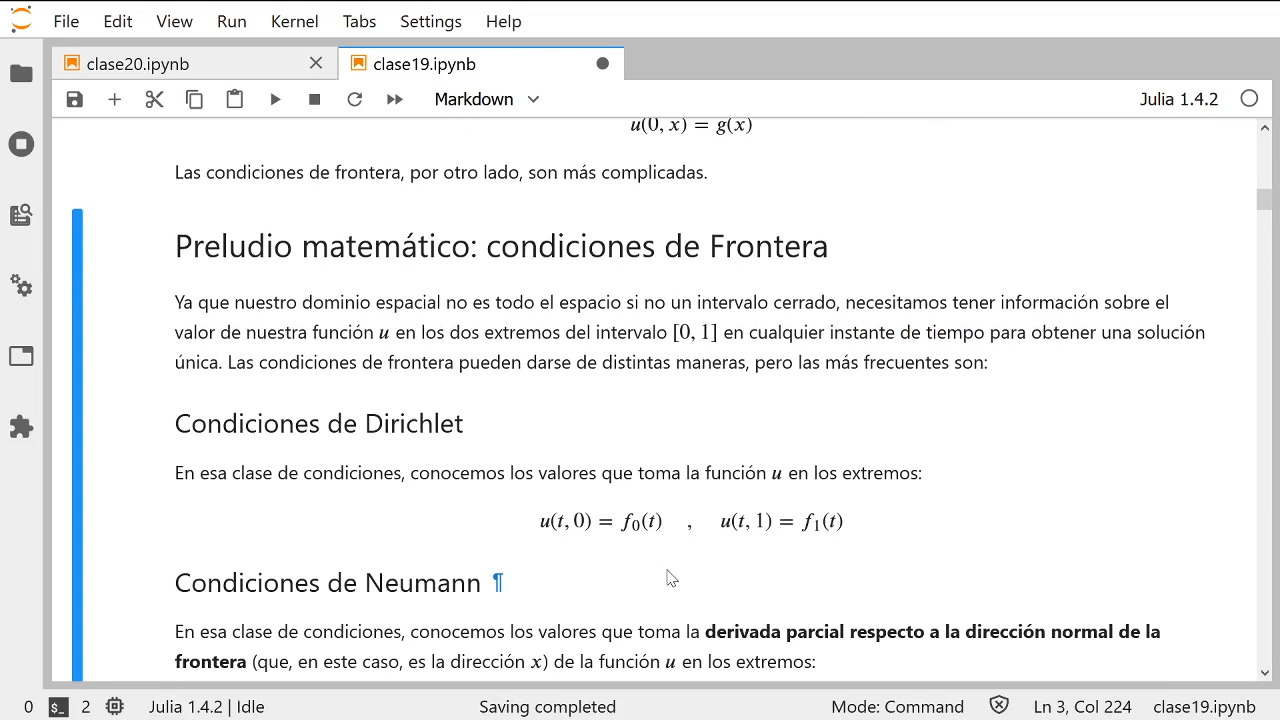 File Edit View Run Kernel Tabs Settings Help
clase20.ipynb clase19.ipynb
Markdown Julia 1.4.2
u(0, x) = g(x)
Las condiciones de frontera, por otro lado, son más complicadas.
Preludio matemático: condiciones de Frontera
Ya que nuestro dominio espacial no es todo el espacio si no un intervalo cerrado, necesitamos tener información sobre el
valor de nuestra función u en los dos extremos del intervalo [0, 1] en cualquier instante de tiempo para obtener una solución
única. Las condiciones de frontera pueden darse de distintas maneras, pero las más frecuentes son:
Condiciones de Dirichlet
En esa clase de condiciones, conocemos los valores que toma la función u en los extremos:
u(t, 0) = f₀(t) , u(t, 1) = f₁(t)
Condiciones de Neumann ¶
En esa clase de condiciones, conocemos los valores que toma la derivada parcial respecto a la dirección normal de la
frontera (que, en este caso, es la dirección x) de la función u en los extremos:
0 $_ 2 Julia 1.4.2 | Idle Saving completed Mode: Command Ln 3, Col 224 clase19.ipynb